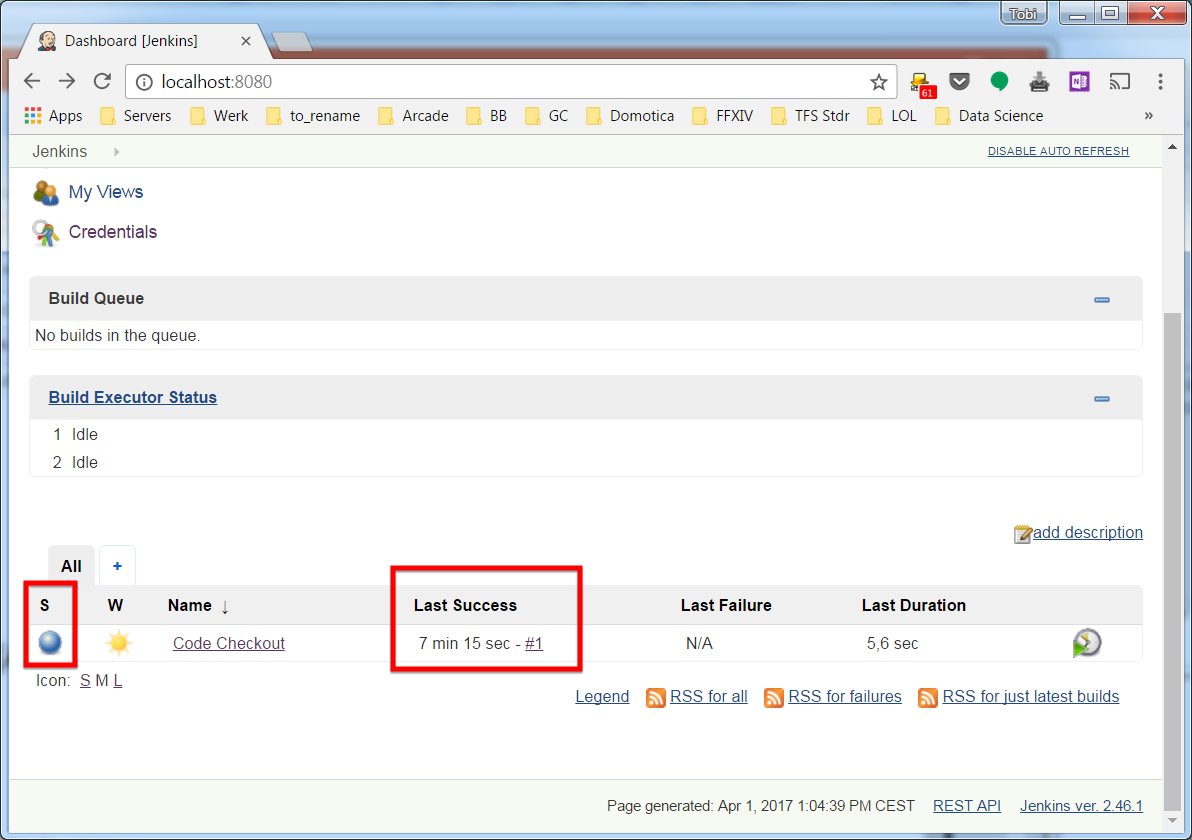 Tobi
Dashboard [Jenkins]
localhost:8080
61
Apps Servers Werk to_rename Arcade BB GC Domotica FFXIV TFS Stdr LOL Data Science »
Jenkins DISABLE AUTO REFRESH
My Views
Credentials
Build Queue
No builds in the queue.
Build Executor Status
1 Idle
2 Idle
add description
All +
S W Name ↓ Last Success Last Failure Last Duration
Code Checkout 7 min 15 sec - #1 N/A 5,6 sec
Icon: S M L
Legend RSS for all RSS for failures RSS for just latest builds
Page generated: Apr 1, 2017 1:04:39 PM CEST REST API Jenkins ver. 2.46.1